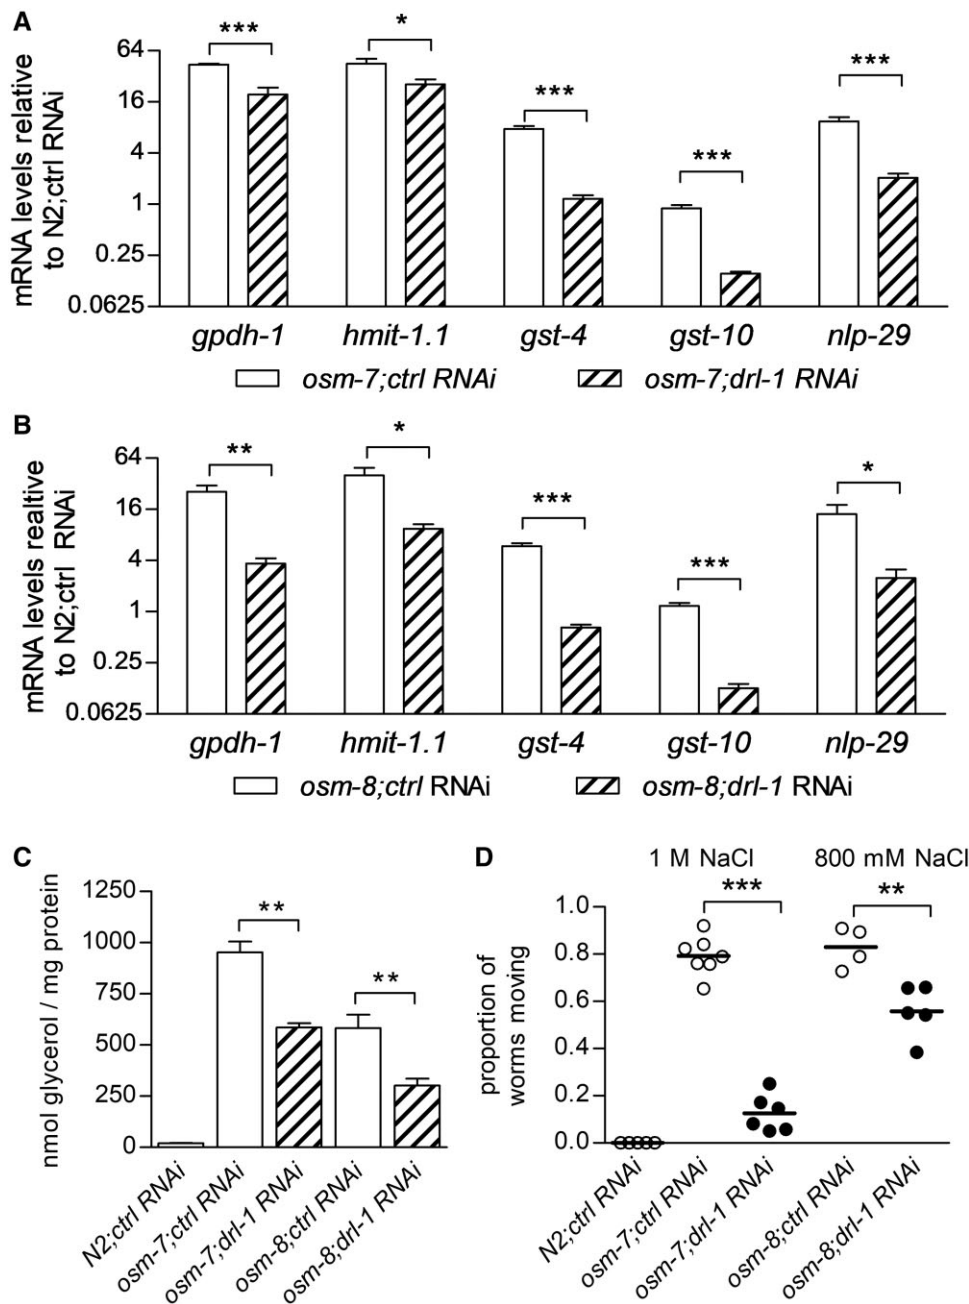 A
mRNA levels relative
to N2;ctrl RNAi
64
16
4
1
0.25
0.0625
***
*
***
***
***
gpdh-1 hmit-1.1 gst-4 gst-10 nlp-29
osm-7;ctrl RNAi osm-7;drl-1 RNAi
B
mRNA levels realtive
to N2;ctrl RNAi
64
16
4
1
0.25
0.0625
**
*
***
***
*
gpdh-1 hmit-1.1 gst-4 gst-10 nlp-29
osm-8;ctrl RNAi osm-8;drl-1 RNAi
C
nmol glycerol / mg protein
1250
1000
750
500
250
0
**
**
N2;ctrl RNAi
osm-7;ctrl RNAi
osm-7;drl-1 RNAi
osm-8;ctrl RNAi
osm-8;drl-1 RNAi
D
1 M NaCl 800 mM NaCl
proportion of
worms moving
1.0
0.8
0.6
0.4
0.2
0.0
***
**
N2;ctrl RNAi
osm-7;ctrl RNAi
osm-7;drl-1 RNAi
osm-8;ctrl RNAi
osm-8;drl-1 RNAi